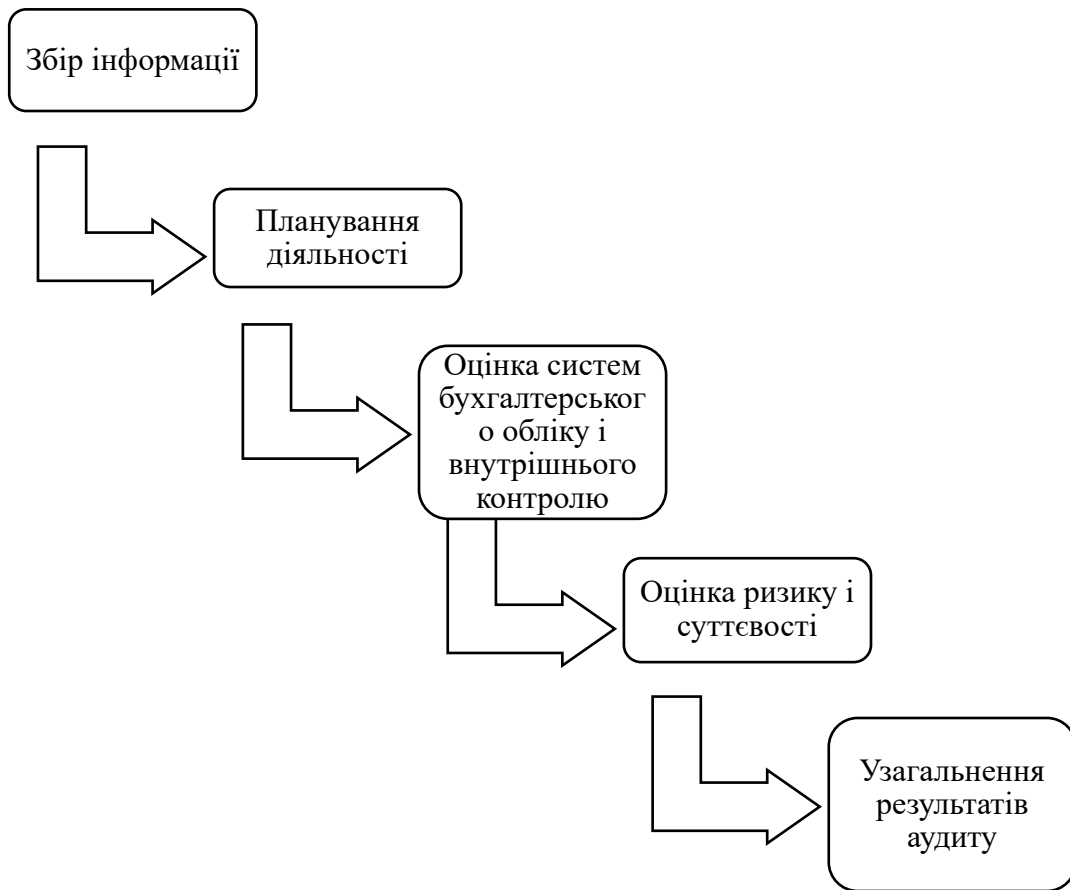 Збір інформації
Планування
діяльності
Оцінка систем
бухгалтерськог
о обліку і
внутрішнього
контролю
Оцінка ризику і
суттєвості
Узагальнення
результатів
аудиту